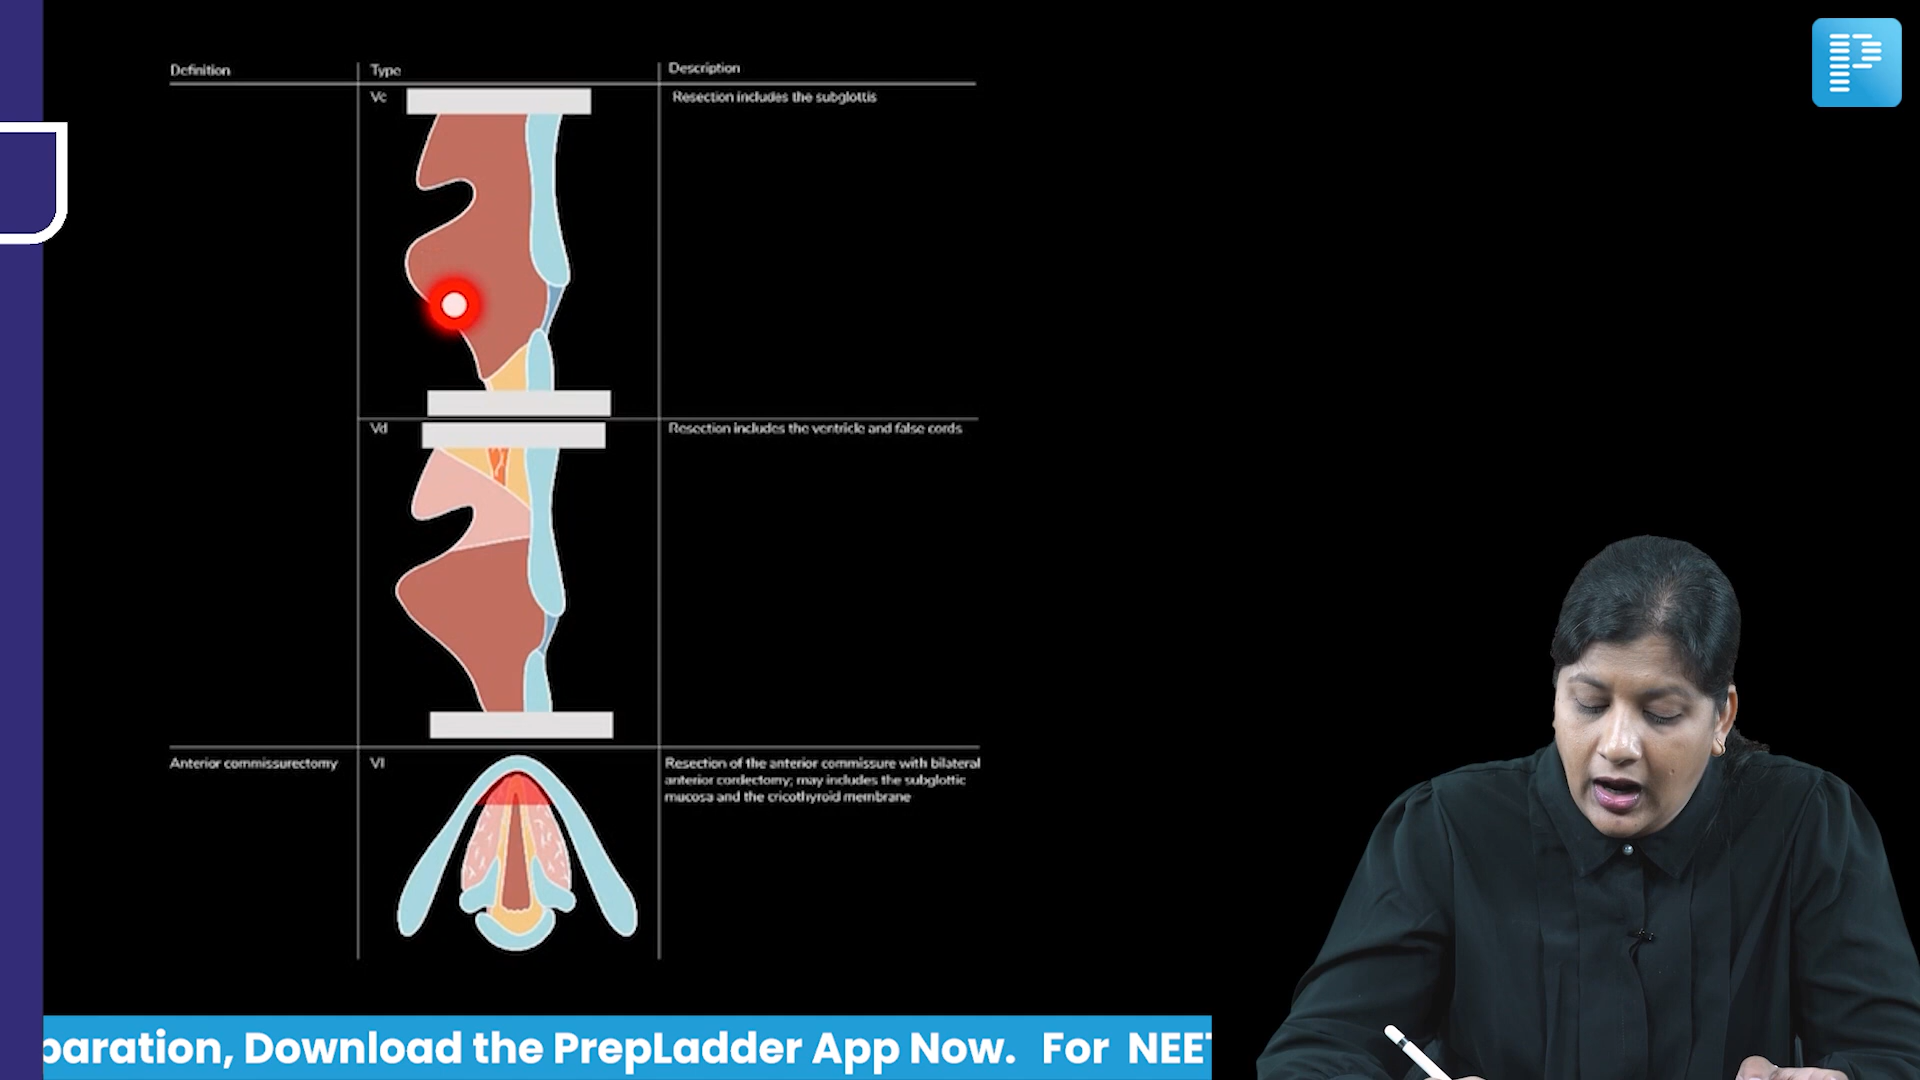 Definition Type Description
Vc Resection includes the subglottis
Vd Resection includes the ventricle and false cords
Anterior commissurectomy VI Resection of the anterior commissure with bilateral
anterior cordectomy; may includes the subglottic
mucosa and the cricothyroid membrane
paration, Download the PrepLadder App Now. For NEET